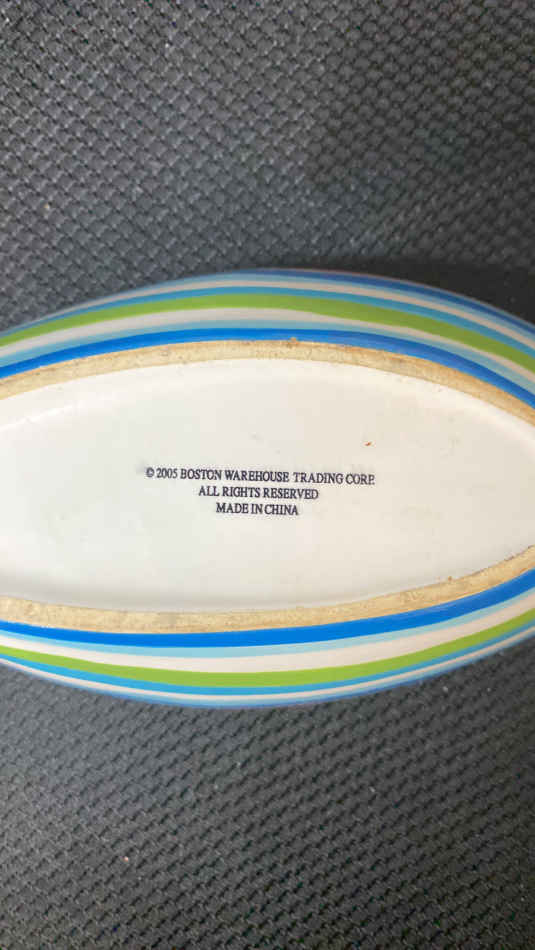 © 2005 BOSTON WAREHOUSE TRADING CORP.
ALL RIGHTS RESERVED
MADE IN CHINA